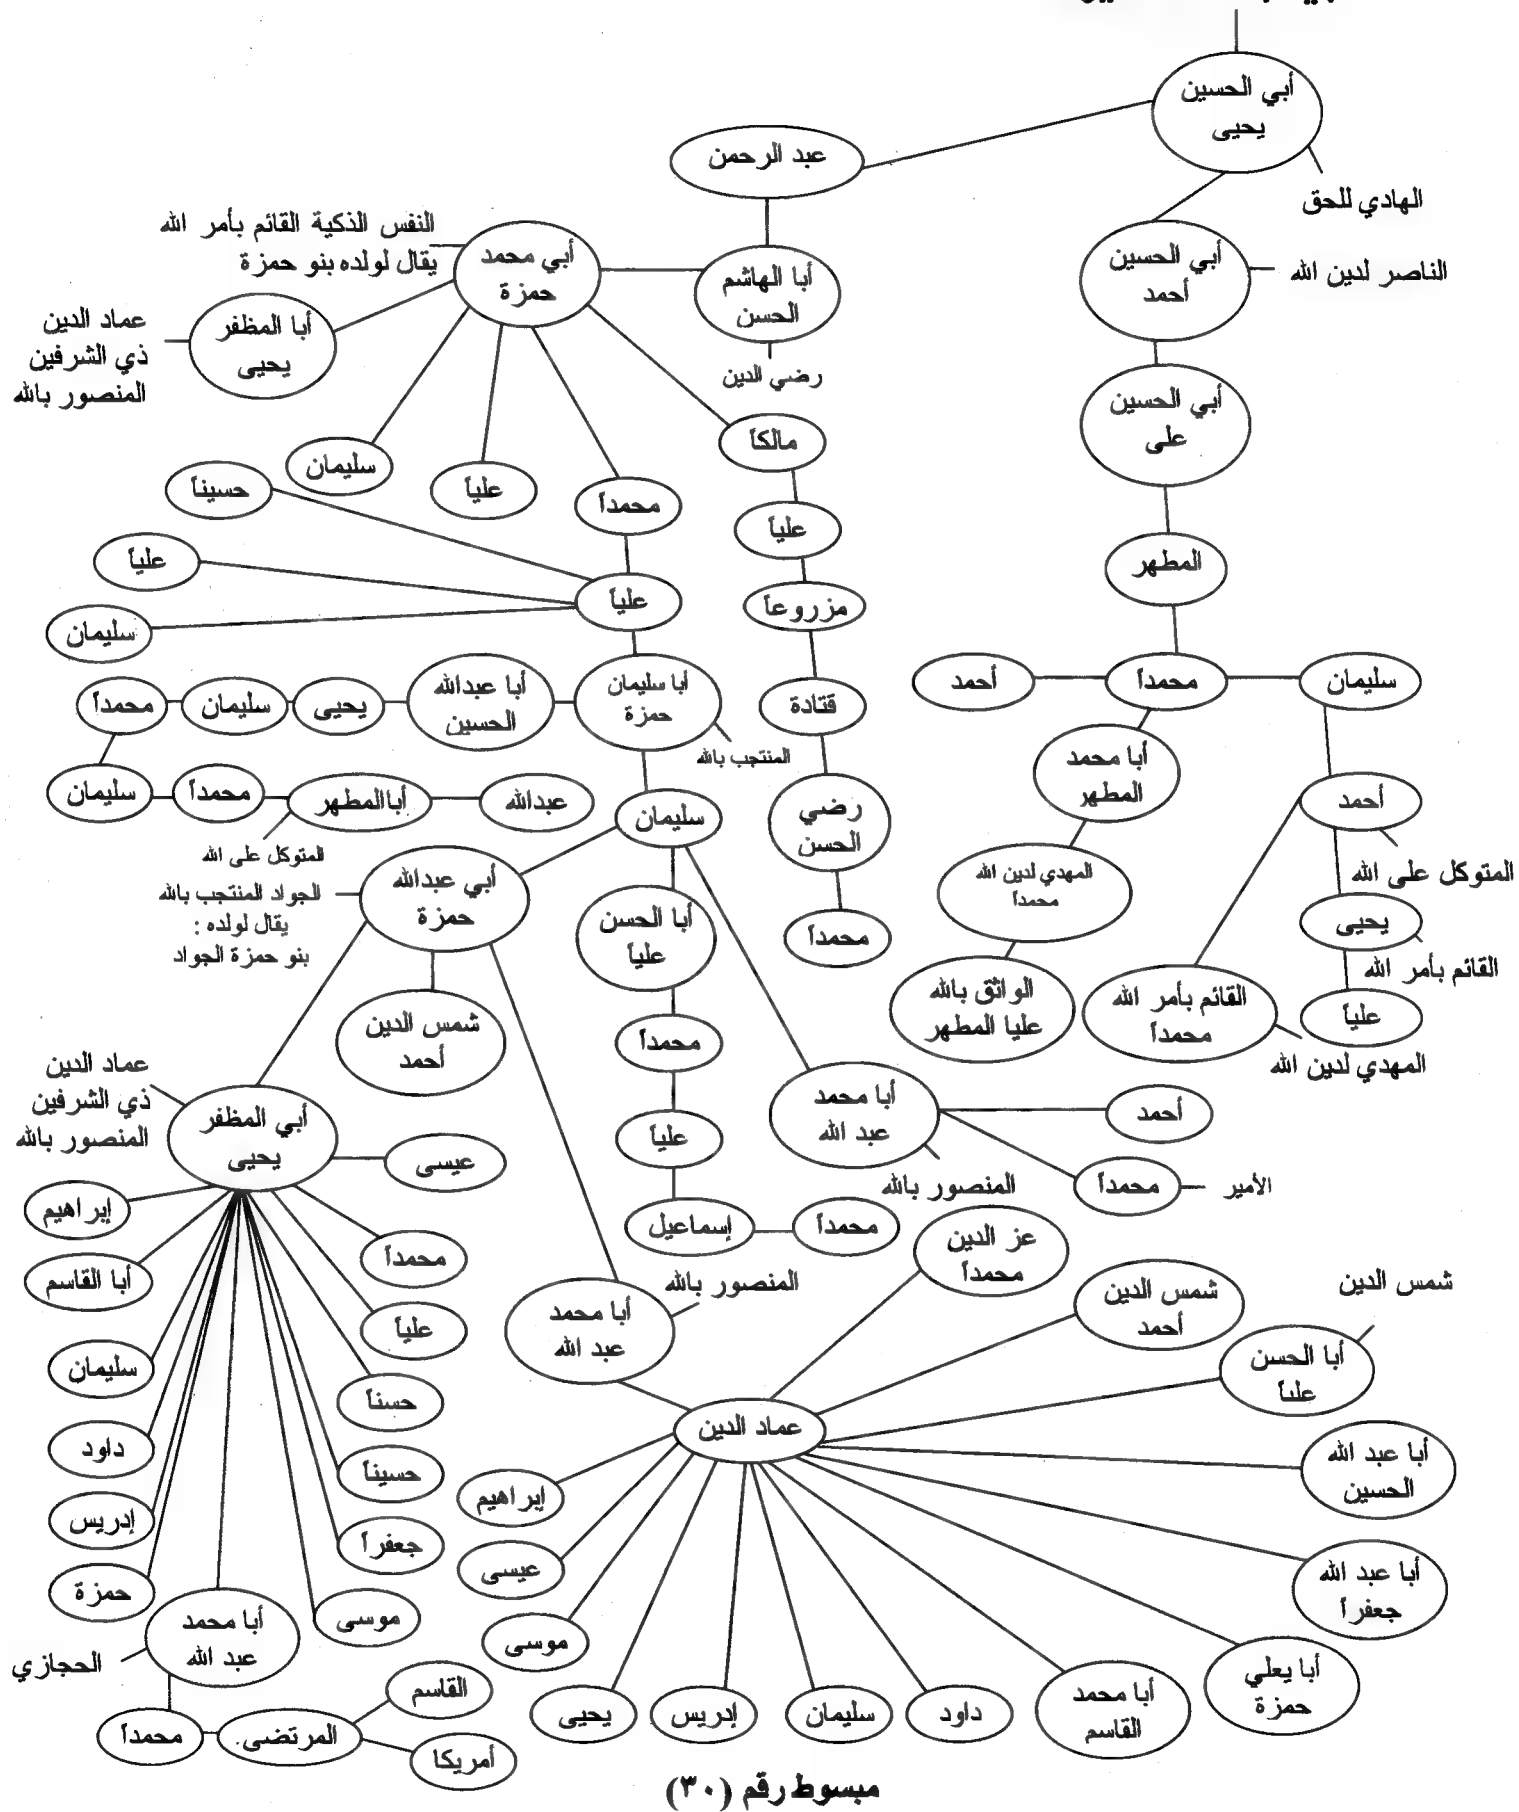 أبي الحسين
يحيى
الهادي للحق
عبد الرحمن
أبي الحسين
أحمد
الناصر لدين الله
أبا الهاشم
الحسن
رضي الدين
أبي محمد
حمزة
النفس الذكية القائم بأمر الله
يقال لولده بنو حمزة
أبا المظفر
يحيى
عماد الدين
ذي الشرفين
المنصور بالله
أبي الحسين
على
مالكاً
سليمان
علياً
محمداً
حسيناً
علياً
علياً
سليمان
علياً
مزروعاً
المطهر
سليمان
محمداً
أحمد
قتادة
أبا سليمان
حمزة
المنتجب بالله
أبا عبدالله
الحسين
يحيى
سليمان
محمداً
سليمان
محمداً
أباالمطهر
المتوكل على الله
عبدالله
سليمان
رضي
الحسن
محمداً
أبا محمد
المطهر
المهدي لدين الله
محمداً
الواثق بالله
عليا المطهر
أحمد
المتوكل على الله
يحيى
القائم بأمر الله
علياً
القائم بأمر الله
محمداً
المهدي لدين الله
أبي عبدالله
حمزة
الجواد المنتجب بالله
يقال لولده :
بنو حمزة الجواد
أبا الحسن
علياً
محمداً
علياً
إسماعيل
محمداً
شمس الدين
أحمد
أبا محمد
عبد الله
المنصور بالله
أحمد
محمداً
الأمير
عماد الدين
ذي الشرفين
المنصور بالله
أبي المظفر
يحيى
عيسى
إبراهيم
أبا القاسم
سليمان
داود
إدريس
حمزة
محمداً
علياً
حسناً
حسيناً
جعفراً
موسى
أبا محمد
عبد الله
الحجازي
محمداً
المرتضى.
القاسم
أمريكا
أبا محمد
عبد الله
المنصور بالله
عماد الدين
عز الدين
محمداً
شمس الدين
أحمد
شمس الدين
أبا الحسن
علياً
أبا عبد الله
الحسين
أبا عبد الله
جعفراً
أبا يعلي
حمزة
أبا محمد
القاسم
داود
سليمان
إدريس
يحيى
موسى
عيسى
إبراهيم
مبسوط رقم (٣٠)